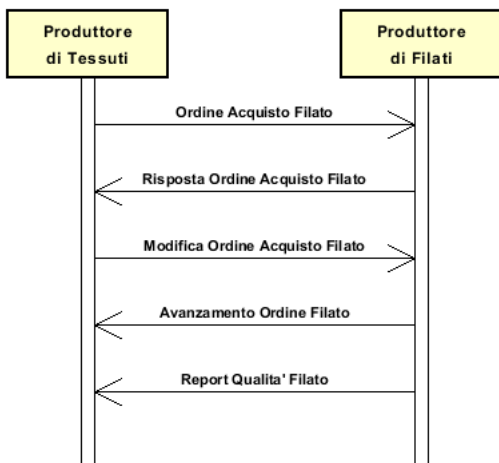 Produttore
di Tessuti
Produttore
di Filati
Ordine Acquisto Filato
Risposta Ordine Acquisto Filato
Modifica Ordine Acquisto Filato
Avanzamento Ordine Filato
Report Qualita' Filato